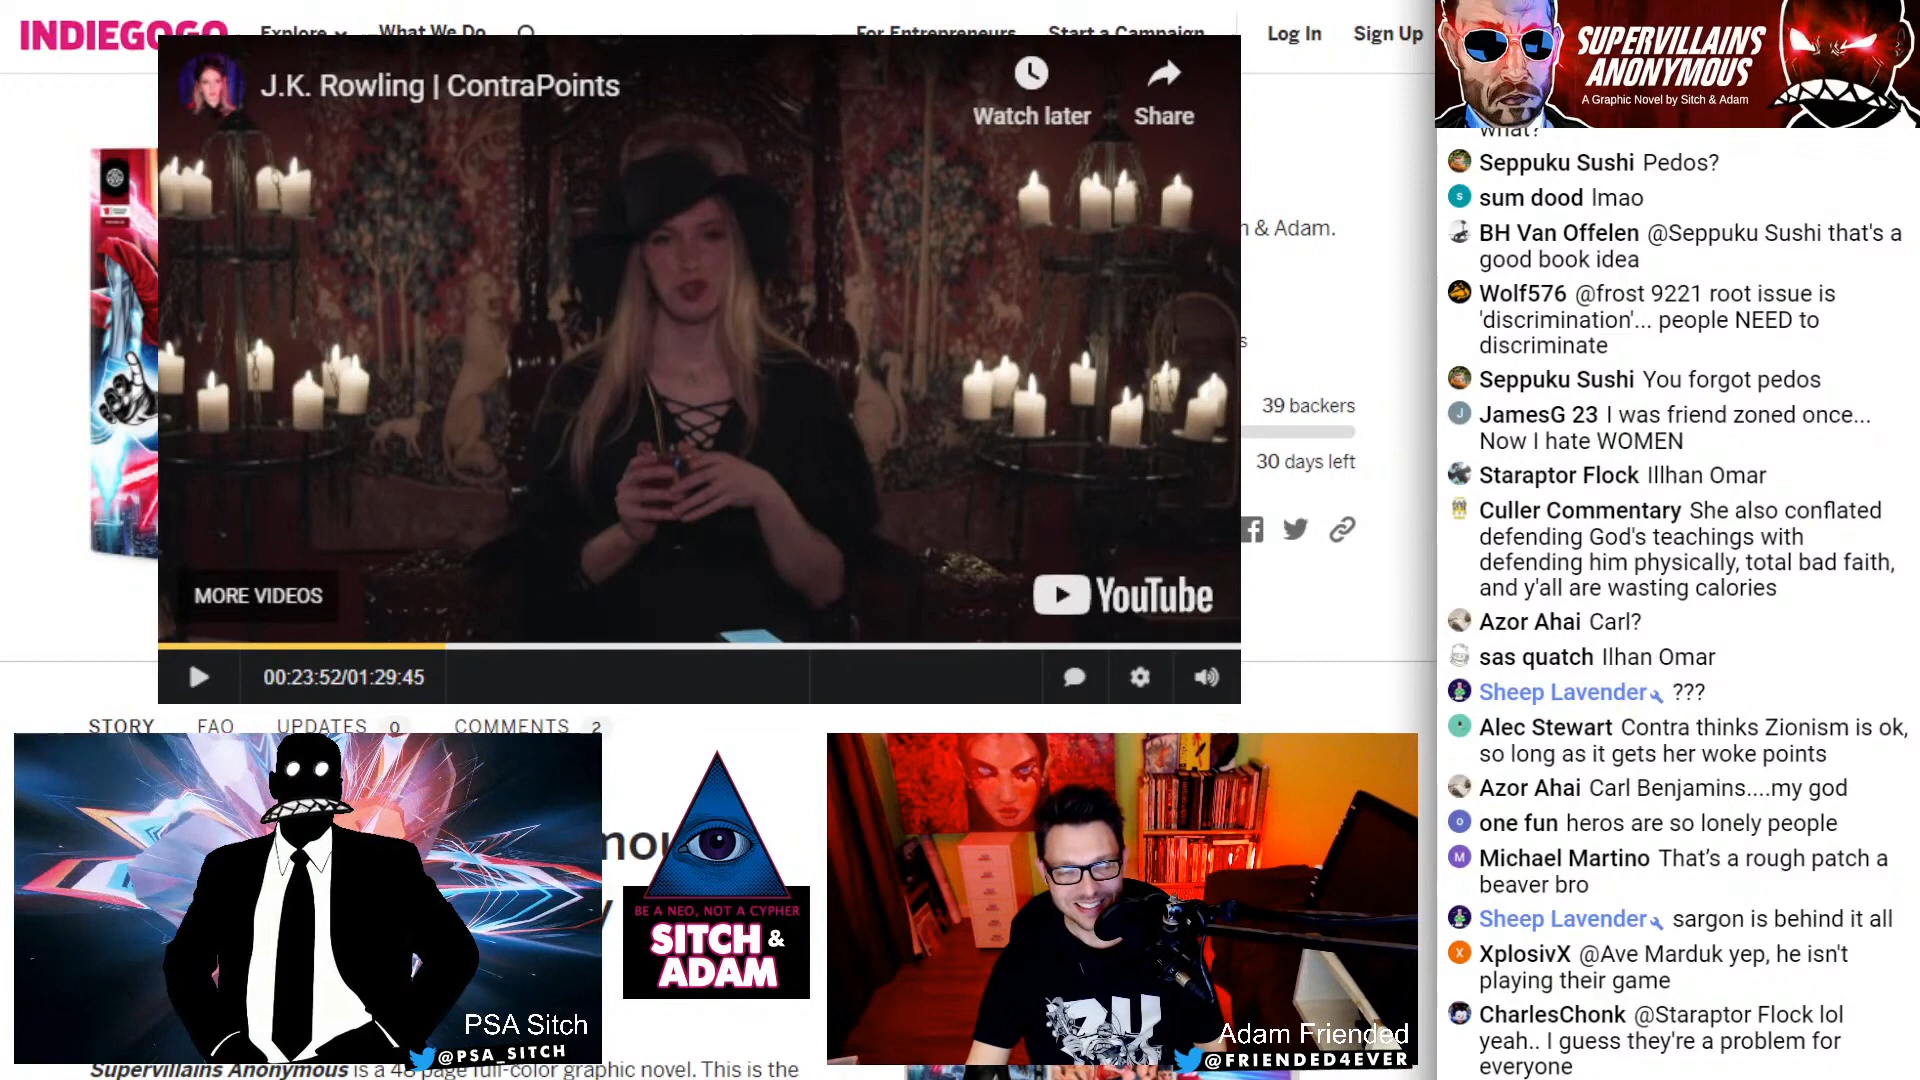 INDIEGOGO
Explore
What We Do
For Entrepreneurs
Start a Campaign
Log In
Sign Up
J.K. Rowling | ContraPoints
Watch later
Share
MORE VIDEOS
YouTube
00:23:52/01:29:45
& Adam.
39 backers
30 days left
STORY
FAQ
UPDATES 0
COMMENTS 2
PSA Sitch
@PSA_SITCH
BE A NEO, NOT A CYPHER
SITCH &
ADAM
Adam Friended
@FRIENDED4EVER
Supervillains Anonymous is a 48 page full-color graphic novel. This is the
SUPERVILLAINS
ANONYMOUS
A Graphic Novel by Sitch & Adam
what?
Seppuku Sushi Pedos?
sum dood lmao
BH Van Offelen @Seppuku Sushi that's a
good book idea
Wolf576 @frost 9221 root issue is
'discrimination'... people NEED to
discriminate
Seppuku Sushi You forgot pedos
JamesG 23 I was friend zoned once...
Now I hate WOMEN
Staraptor Flock Illhan Omar
Culler Commentary She also conflated
defending God's teachings with
defending him physically, total bad faith,
and y'all are wasting calories
Azor Ahai Carl?
sas quatch Ilhan Omar
Sheep Lavender ???
Alec Stewart Contra thinks Zionism is ok,
so long as it gets her woke points
Azor Ahai Carl Benjamins....my god
one fun heros are so lonely people
Michael Martino That's a rough patch a
beaver bro
Sheep Lavender sargon is behind it all
XplosivX @Ave Marduk yep, he isn't
playing their game
CharlesChonk @Staraptor Flock lol
yeah.. I guess they're a problem for
everyone